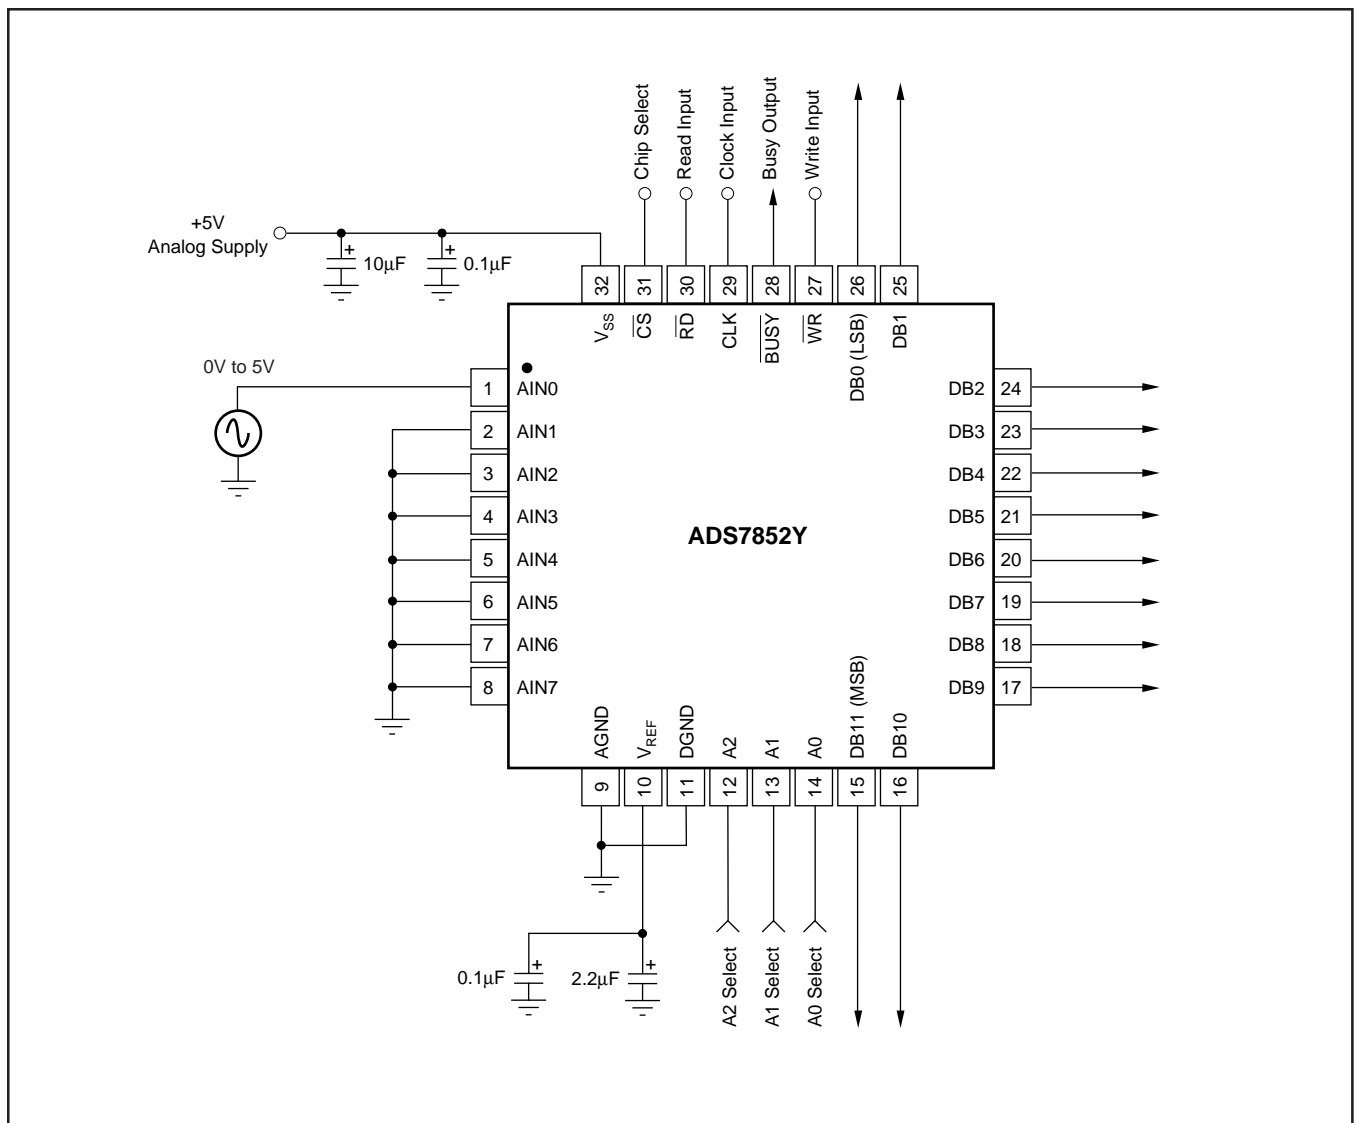 Chip Select
Read Input
Clock Input
Busy Output
Write Input
+5V
Analog Supply
+
10µF
+
0.1µF
32
31
30
29
28
27
26
25
VSS
CS
RD
CLK
BUSY
WR
DB0 (LSB)
DB1
0V to 5V
1 AIN0
2 AIN1
3 AIN2
4 AIN3
5 AIN4
6 AIN5
7 AIN6
8 AIN7
ADS7852Y
DB2 24
DB3 23
DB4 22
DB5 21
DB6 20
DB7 19
DB8 18
DB9 17
AGND
VREF
DGND
A2
A1
A0
DB11 (MSB)
DB10
9
10
11
12
13
14
15
16
0.1µF
+
2.2µF
+
A2 Select
A1 Select
A0 Select